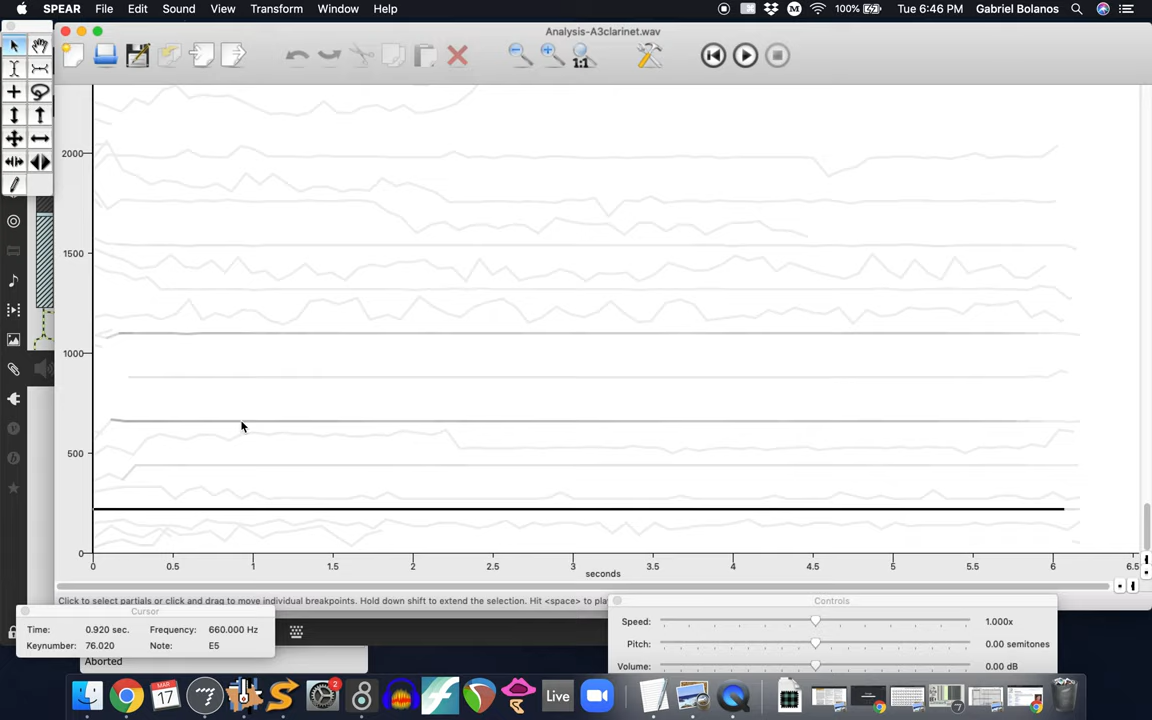 SPEAR File Edit Sound View Transform Window Help 100% Tue 6:46 PM Gabriel Bolanos
Analysis-A3clarinet.wav
1:1
2000
1500
1000
500
0
0 0.5 1 1.5 2 2.5 3 3.5 4 4.5 5 5.5 6 6.5
seconds
Click to select partials or click and drag to move individual breakpoints. Hold down shift to extend the selection. Hit <space> to pla
Cursor
Time: 0.920 sec. Frequency: 660.000 Hz
Keynumber: 76.020 Note: E5
Aborted
Controls
Speed: 1.000x
Pitch: 0.00 semitones
Volume: 0.00 dB
MAR
17
2
8
Live
7